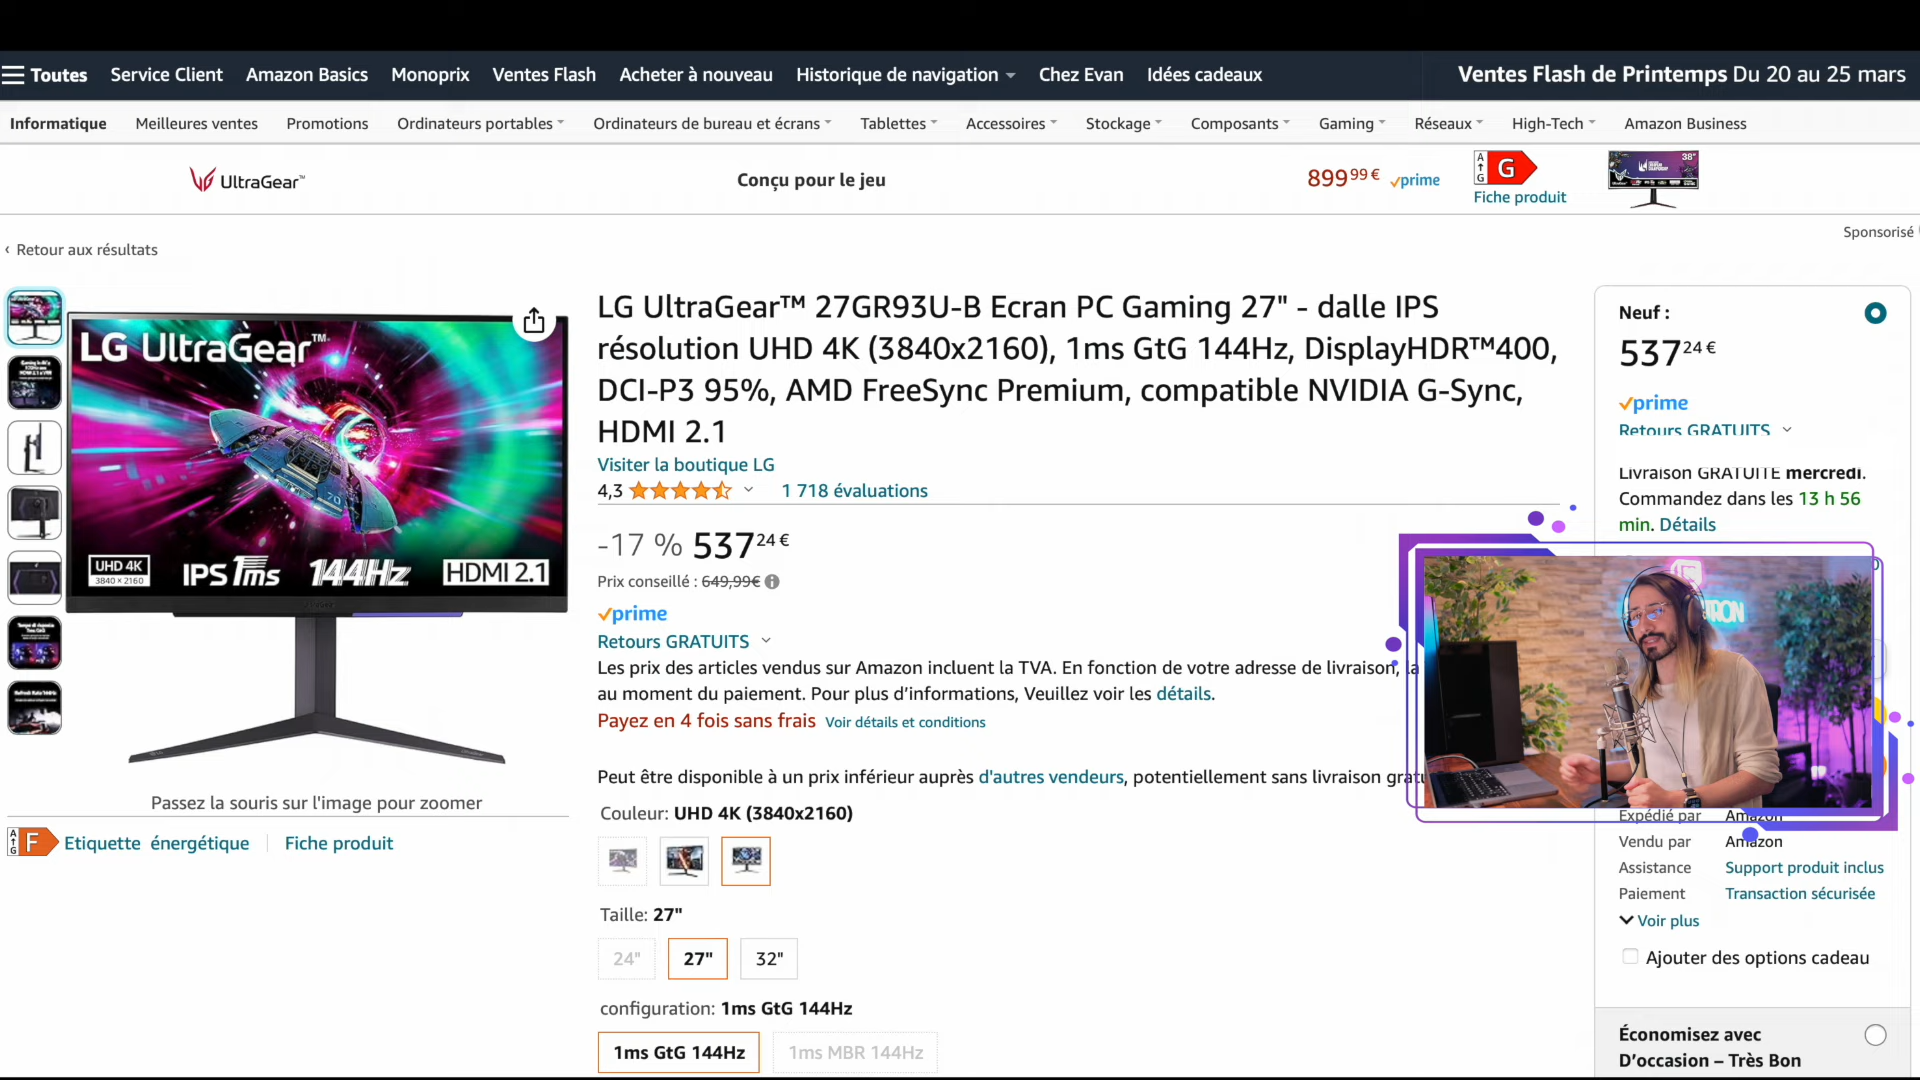 Toutes Service Client Amazon Basics Monoprix Ventes Flash Acheter à nouveau Historique de navigation Chez Evan Idées cadeaux Ventes Flash de Printemps Du 20 au 25 mars
Informatique Meilleures ventes Promotions Ordinateurs portables Ordinateurs de bureau et écrans Tablettes Accessoires Stockage Composants Gaming Réseaux High-Tech Amazon Business
UltraGear™ Conçu pour le jeu 899,99 € prime A G G 38"
Fiche produit
Sponsorisé
‹ Retour aux résultats
LG UltraGear™
UHD 4K
3840 × 2160
IPS 1ms 144Hz HDMI 2.1
Passez la souris sur l'image pour zoomer
A G F Etiquette énergétique Fiche produit
LG UltraGear™ 27GR93U-B Ecran PC Gaming 27" - dalle IPS
résolution UHD 4K (3840x2160), 1ms GtG 144Hz, DisplayHDR™400,
DCI-P3 95%, AMD FreeSync Premium, compatible NVIDIA G-Sync,
HDMI 2.1
Visiter la boutique LG
4,3 1 718 évaluations
-17 % 537 24 €
Prix conseillé : 649,99€
prime
Retours GRATUITS
Les prix des articles vendus sur Amazon incluent la TVA. En fonction de votre adresse de livraison, la
au moment du paiement. Pour plus d’informations, Veuillez voir les détails.
Payez en 4 fois sans frais Voir détails et conditions
Peut être disponible à un prix inférieur auprès d'autres vendeurs, potentiellement sans livraison gratu
Couleur: UHD 4K (3840x2160)
Taille: 27"
24" 27" 32"
configuration: 1ms GtG 144Hz
1ms GtG 144Hz 1ms MBR 144Hz
Neuf :
537 24 €
prime
Retours GRATUITS
Livraison GRATUITE mercredi.
Commandez dans les 13 h 56
min. Détails
Expédié par Amazon
Vendu par Amazon
Assistance Support produit inclus
Paiement Transaction sécurisée
Voir plus
Ajouter des options cadeau
Économisez avec
D’occasion – Très Bon